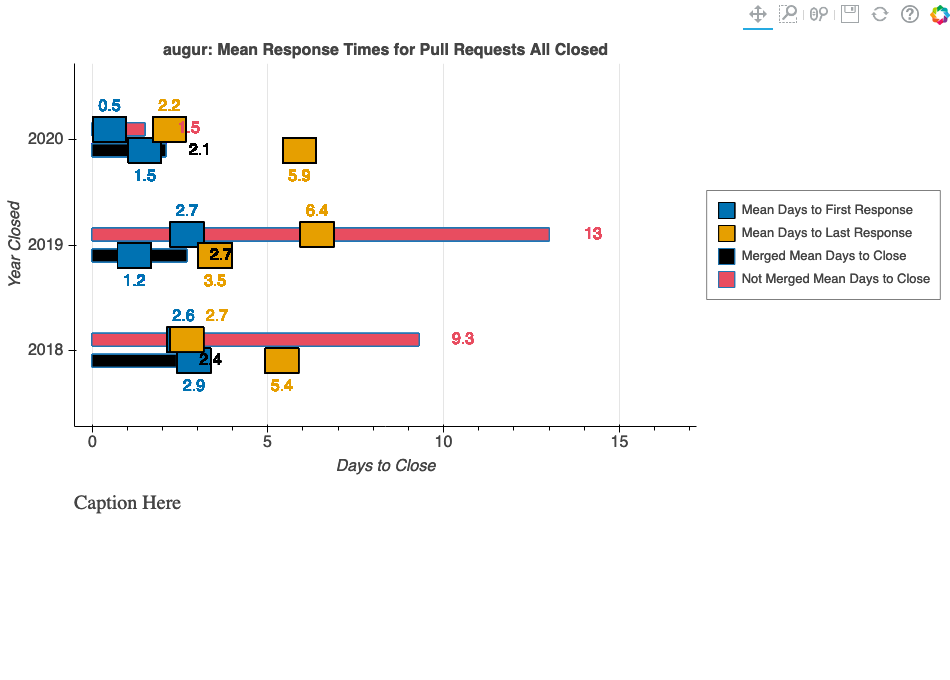 augur: Mean Response Times for Pull Requests All Closed
0.5 2.2
1.5
2020
2.1
1.5 5.9
2.7 6.4
13
2019
2.7
1.2 3.5
2.6 2.7
9.3
2018
2.4
2.9 5.4
0 5 10 15
Year Closed
Days to Close
Mean Days to First Response
Mean Days to Last Response
Merged Mean Days to Close
Not Merged Mean Days to Close
Caption Here